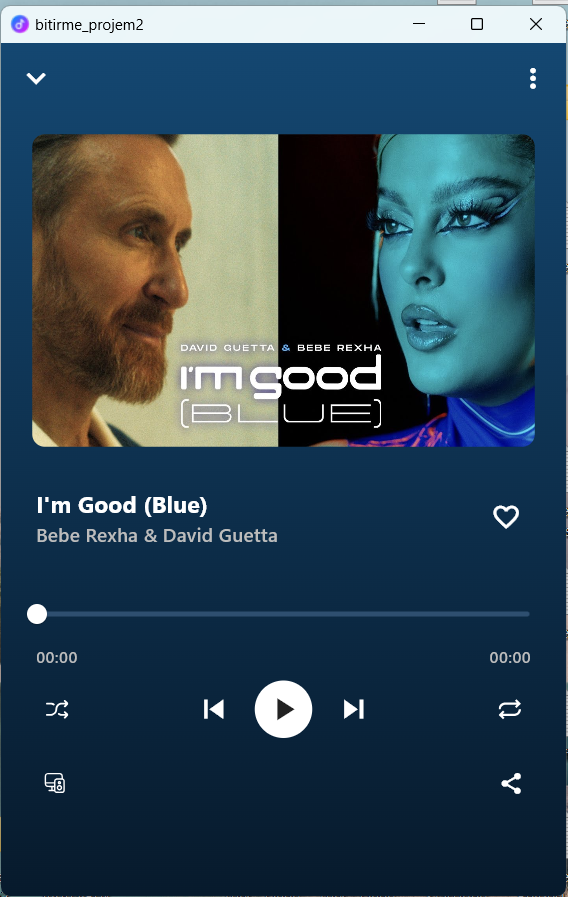 bitirme_projem2
DAVID GUETTA & BEBE REXHA
I'm good
(BLUE)
I'm Good (Blue)
Bebe Rexha & David Guetta
00:00
00:00